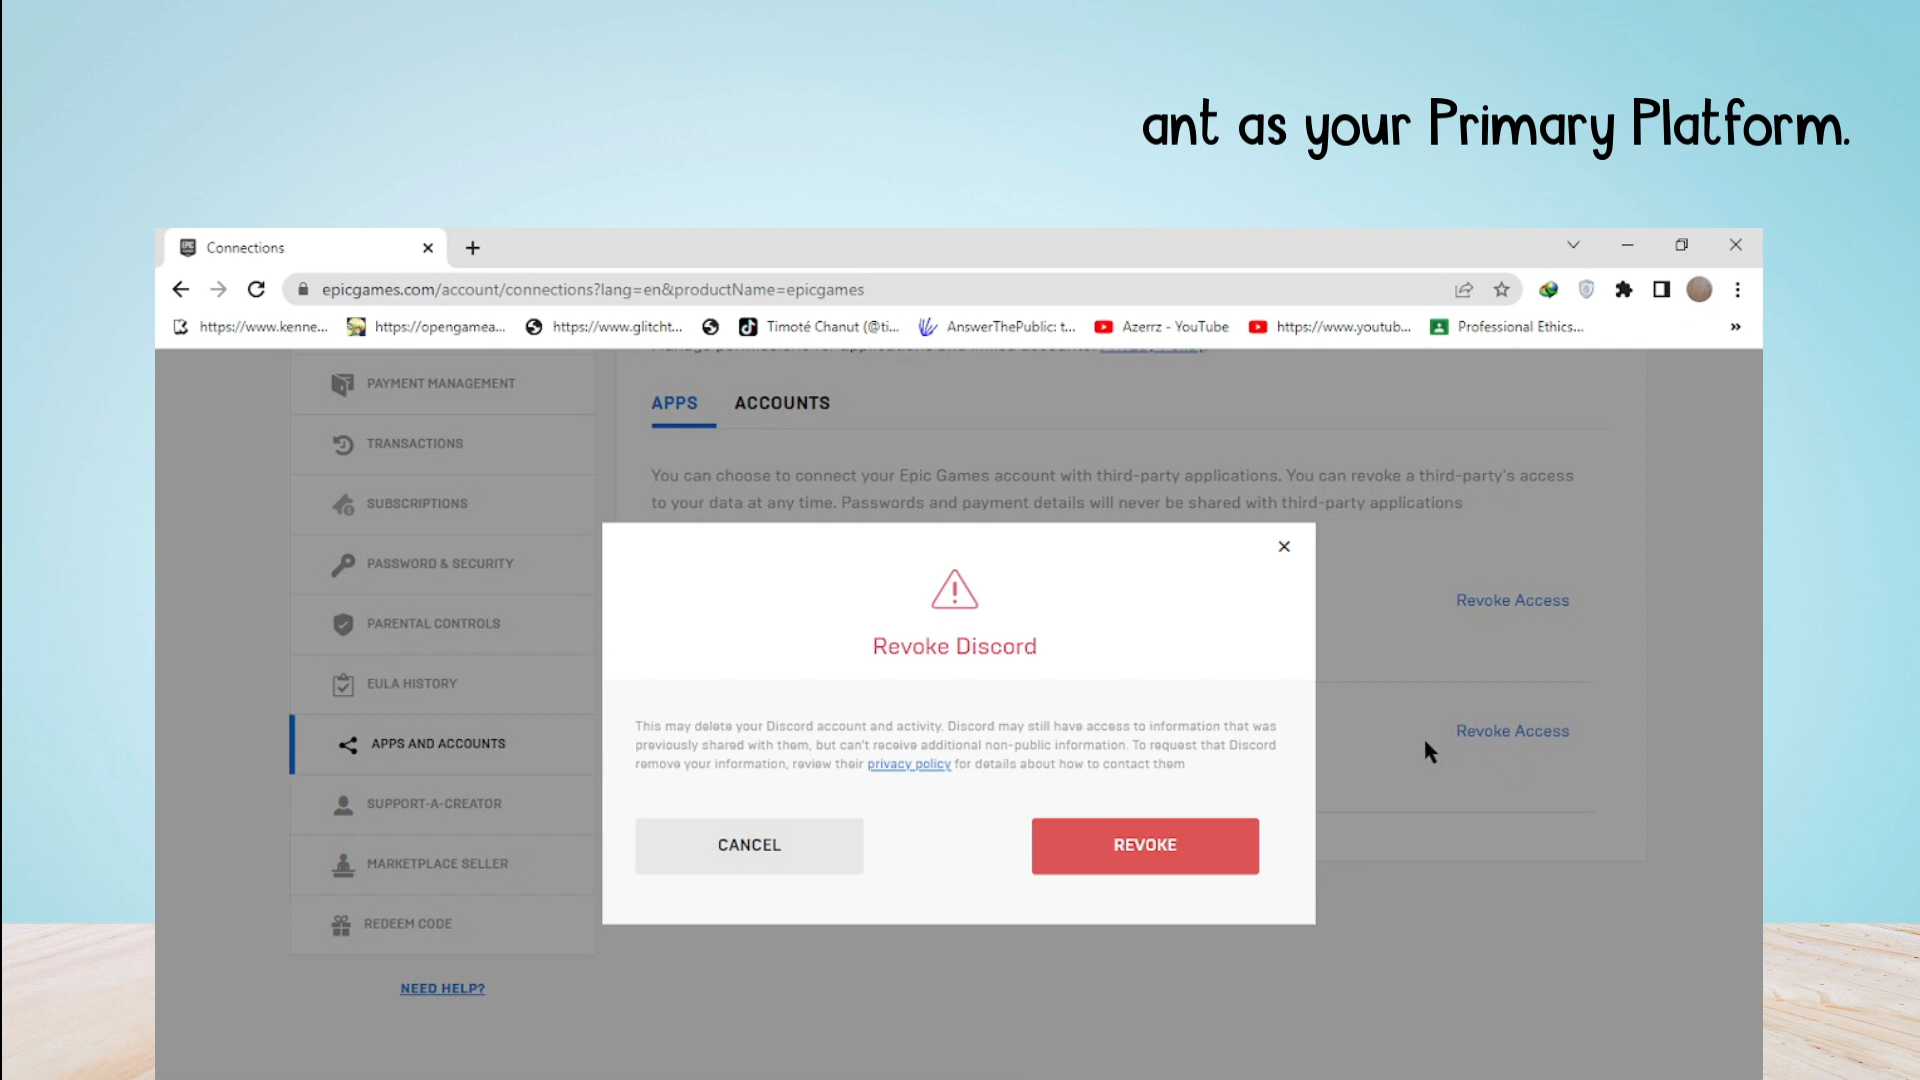 ant as your Primary Platform.
Connections
epicgames.com/account/connections?lang=en&productName=epicgames
https://www.kenne... https://opengamea... https://www.glitcht... Timoté Chanut (@ti... AnswerThePublic: t... Azerrz - YouTube https://www.youtub... Professional Ethics... »
PAYMENT MANAGEMENT
TRANSACTIONS
SUBSCRIPTIONS
PASSWORD & SECURITY
PARENTAL CONTROLS
EULA HISTORY
APPS AND ACCOUNTS
SUPPORT-A-CREATOR
MARKETPLACE SELLER
REDEEM CODE
NEED HELP?
APPS ACCOUNTS
You can choose to connect your Epic Games account with third-party applications. You can revoke a third-party's access
to your data at any time. Passwords and payment details will never be shared with third-party applications
Revoke Access
Revoke Access
Revoke Discord
This may delete your Discord account and activity. Discord may still have access to information that was
previously shared with them, but can't receive additional non-public information. To request that Discord
remove your information, review their privacy policy for details about how to contact them
CANCEL
REVOKE